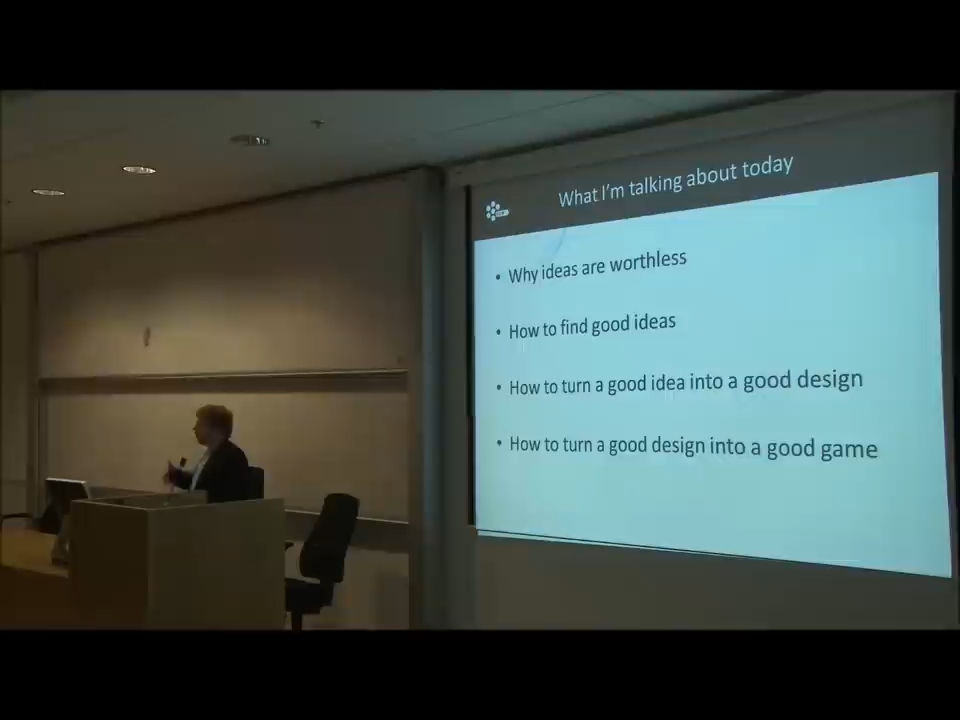 What I'm talking about today
• Why ideas are worthless
• How to find good ideas
• How to turn a good idea into a good design
• How to turn a good design into a good game